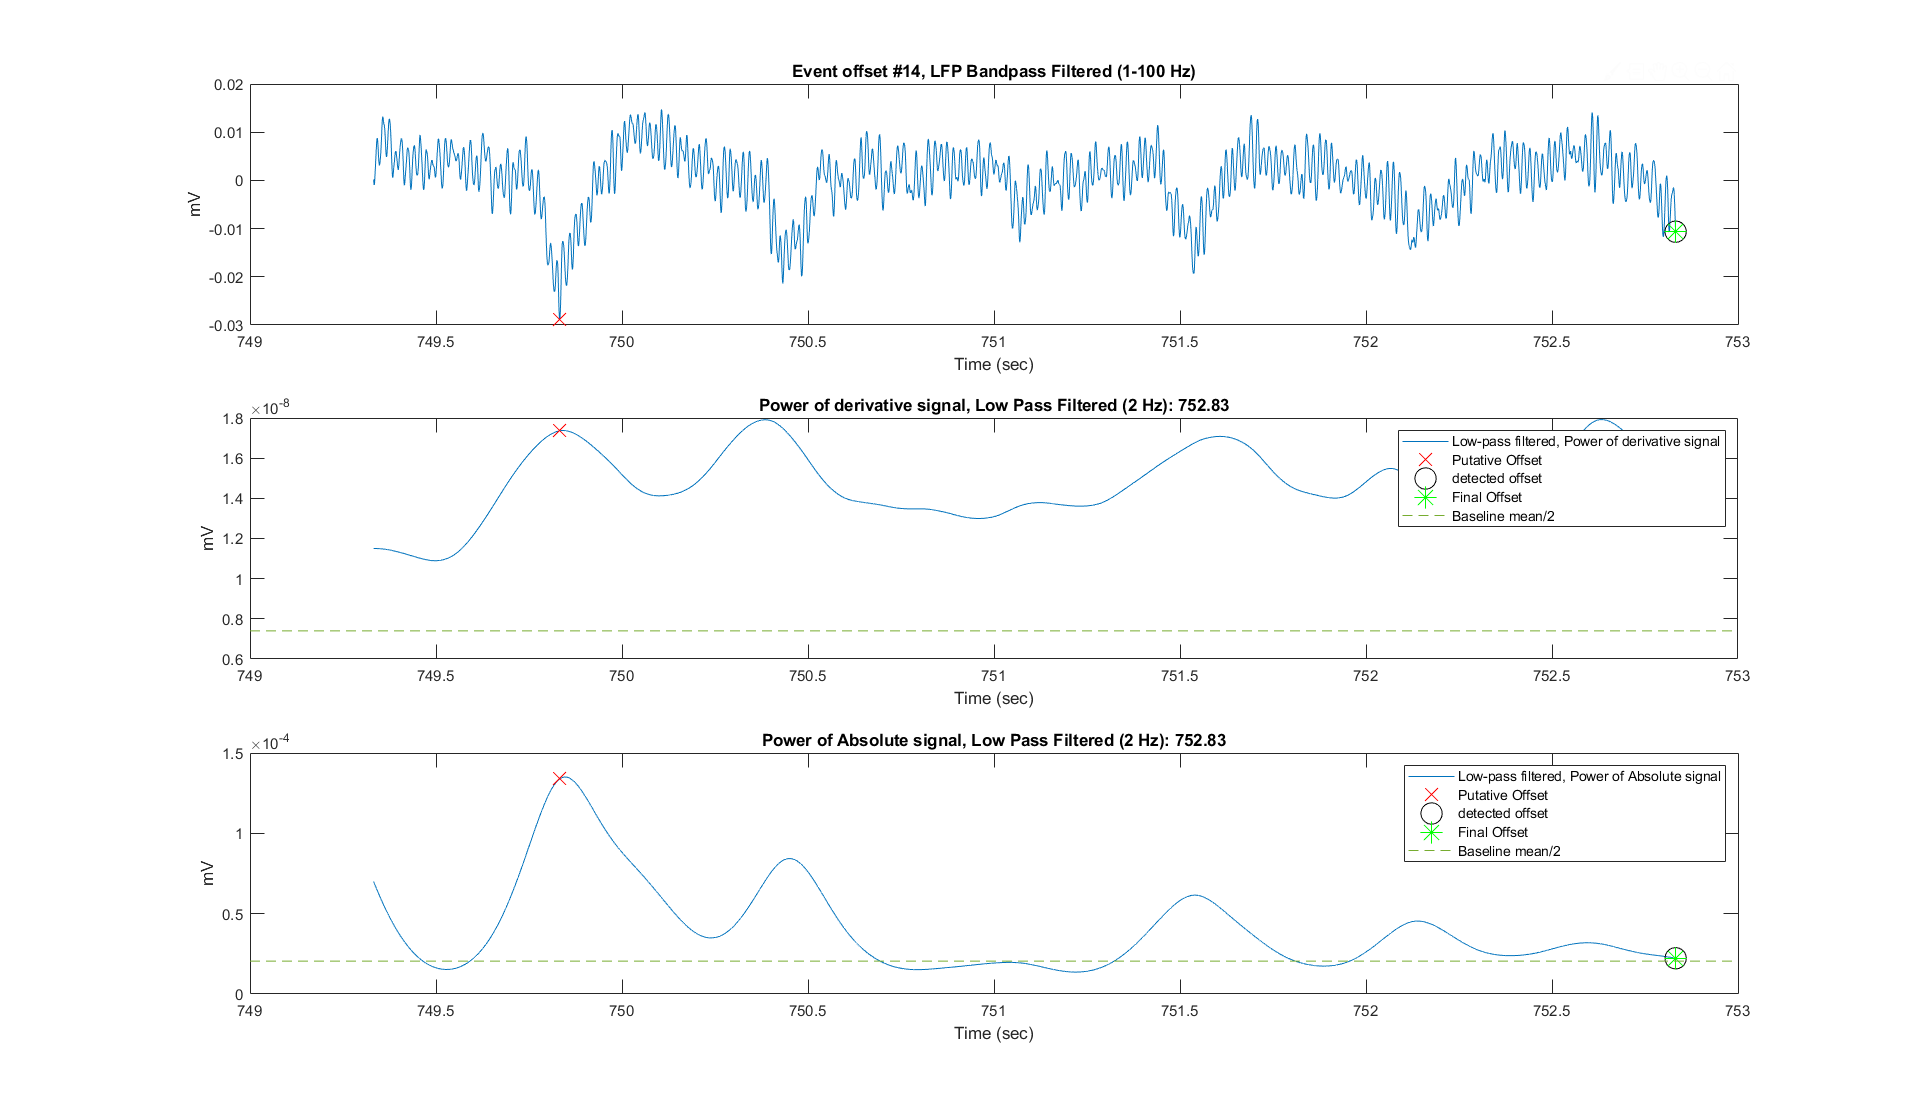 Event offset #14, LFP Bandpass Filtered (1-100 Hz)
0.02
0.01
0
-0.01
-0.02
-0.03
mV
749
749.5
750
750.5
751
751.5
752
752.5
753
Time (sec)
×10-8
Power of derivative signal, Low Pass Filtered (2 Hz): 752.83
1.8
1.6
1.4
1.2
1
0.8
0.6
mV
Low-pass filtered, Power of derivative signal
Putative Offset
detected offset
Final Offset
Baseline mean/2
749
749.5
750
750.5
751
751.5
752
752.5
753
Time (sec)
×10-4
Power of Absolute signal, Low Pass Filtered (2 Hz): 752.83
1.5
1
0.5
0
mV
Low-pass filtered, Power of Absolute signal
Putative Offset
detected offset
Final Offset
Baseline mean/2
749
749.5
750
750.5
751
751.5
752
752.5
753
Time (sec)